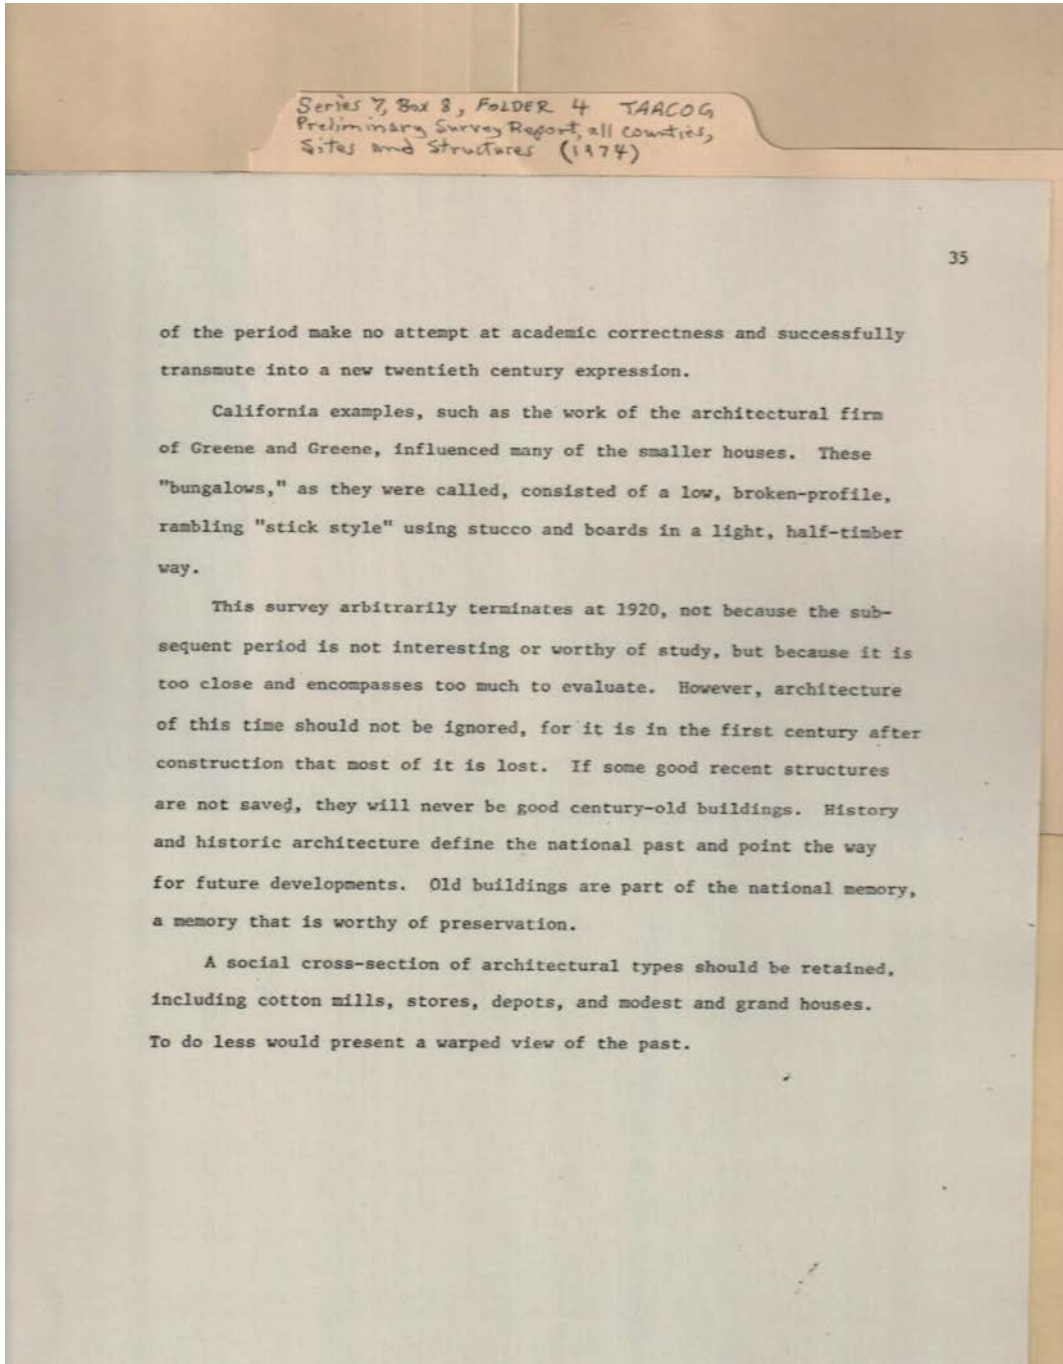 Series 7, Box 8, FOLDER 4 TAACOG
Preliminary Survey Report, all counties,
Sites and Structures (1974)
35
of the period make no attempt at academic correctness and successfully
transmute into a new twentieth century expression.
California examples, such as the work of the architectural firm
of Greene and Greene, influenced many of the smaller houses. These
"bungalows," as they were called, consisted of a low, broken-profile,
rambling "stick style" using stucco and boards in a light, half-timber
way.
This survey arbitrarily terminates at 1920, not because the sub-
sequent period is not interesting or worthy of study, but because it is
too close and encompasses too much to evaluate. However, architecture
of this time should not be ignored, for it is in the first century after
construction that most of it is lost. If some good recent structures
are not saved, they will never be good century-old buildings. History
and historic architecture define the national past and point the way
for future developments. Old buildings are part of the national memory,
a memory that is worthy of preservation.
A social cross-section of architectural types should be retained,
including cotton mills, stores, depots, and modest and grand houses.
To do less would present a warped view of the past.